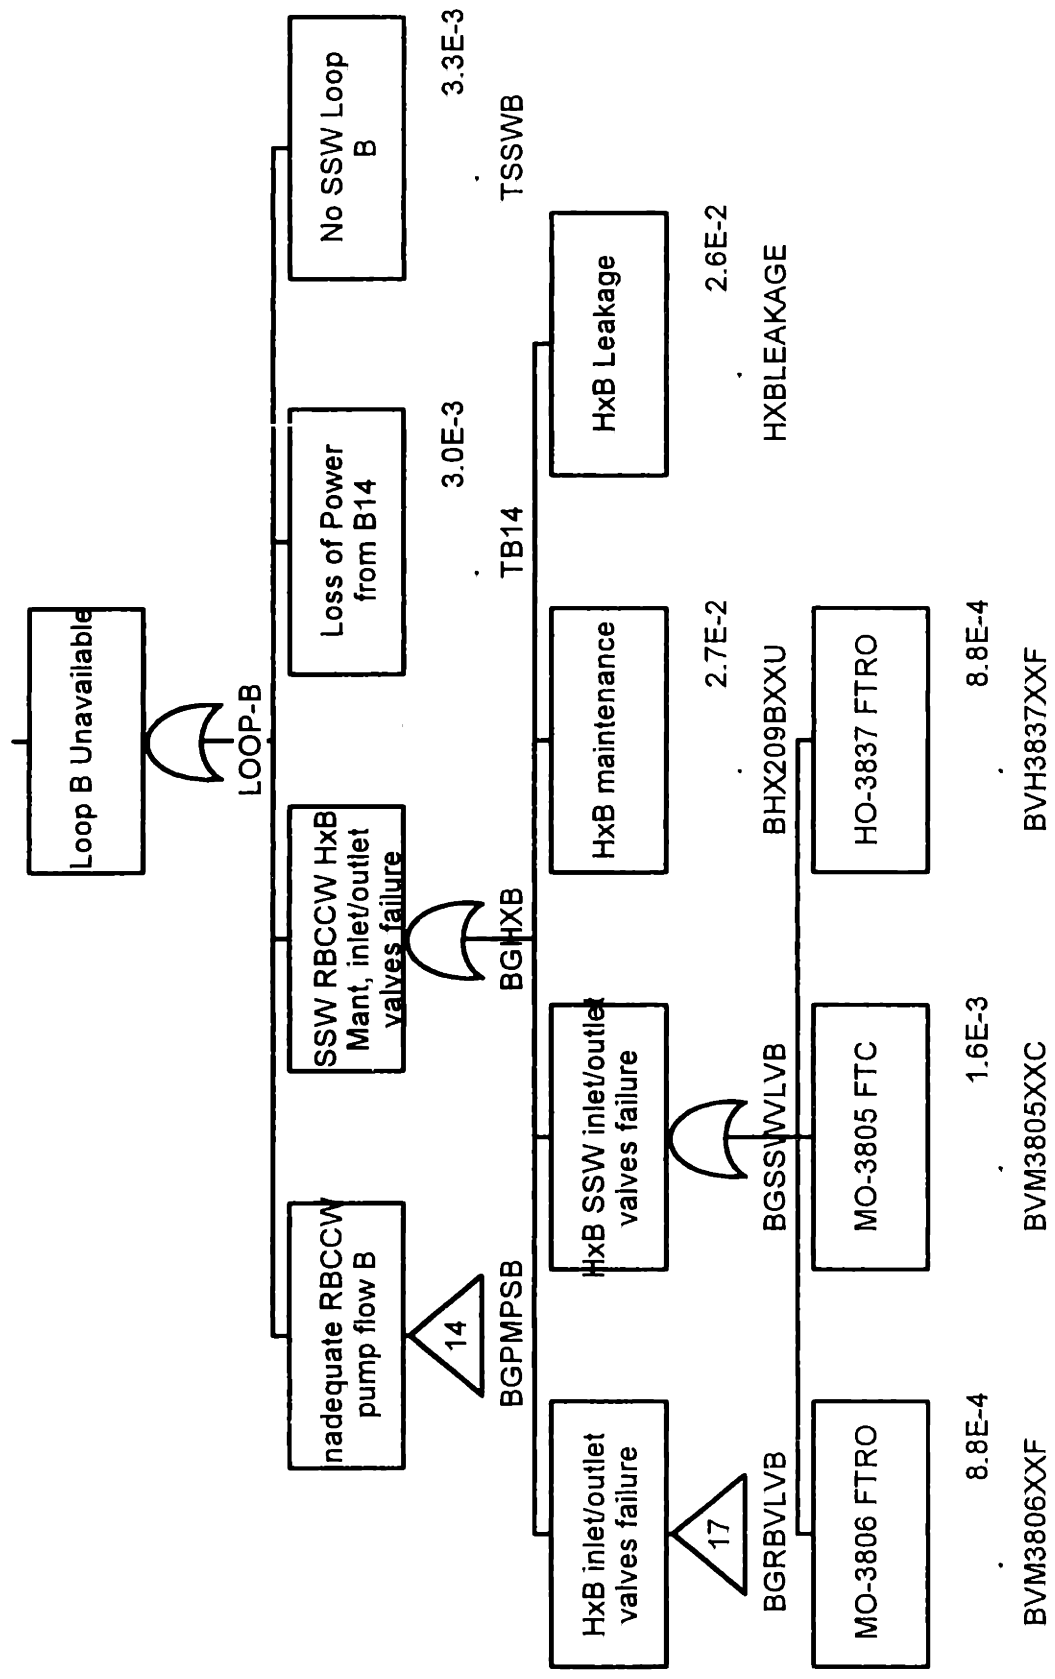 Loop B Unavailable
LOOP-B
nadequate RBCCW
pump flow B
14
BGPMPSB
SSW RBCCW HxB
Mant, inlet/outlet
valves failure
BGHXB
Loss of Power
from B14
3.0E-3
TB14
No SSW Loop
B
3.3E-3
TSSWB
HxB inlet/outlet
valves failure
17
BGRBVLVB
HxB SSW inlet/outlet
valves failure
BGSSWVLVB
HxB maintenance
2.7E-2
BHX209BXXU
HxB Leakage
2.6E-2
HXBLEAKAGE
MO-3806 FTRO
8.8E-4
BVM3806XXF
MO-3805 FTC
1.6E-3
BVM3805XXC
HO-3837 FTRO
8.8E-4
BVH3837XXF